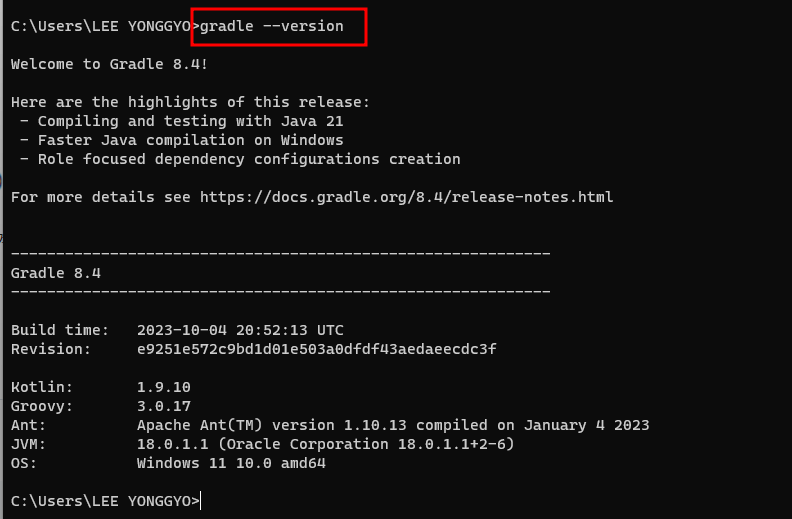 C:\Users\LEE YONGGYO>gradle --version
Welcome to Gradle 8.4!
Here are the highlights of this release:
 - Compiling and testing with Java 21
 - Faster Java compilation on Windows
 - Role focused dependency configurations creation
For more details see https://docs.gradle.org/8.4/release-notes.html
------------------------------------------------------------
Gradle 8.4
------------------------------------------------------------
Build time:   2023-10-04 20:52:13 UTC
Revision:     e9251e572c9bd1d01e503a0dfdf43aedaeecdc3f
Kotlin:       1.9.10
Groovy:       3.0.17
Ant:          Apache Ant(TM) version 1.10.13 compiled on January 4 2023
JVM:          18.0.1.1 (Oracle Corporation 18.0.1.1+2-6)
OS:           Windows 11 10.0 amd64
C:\Users\LEE YONGGYO>